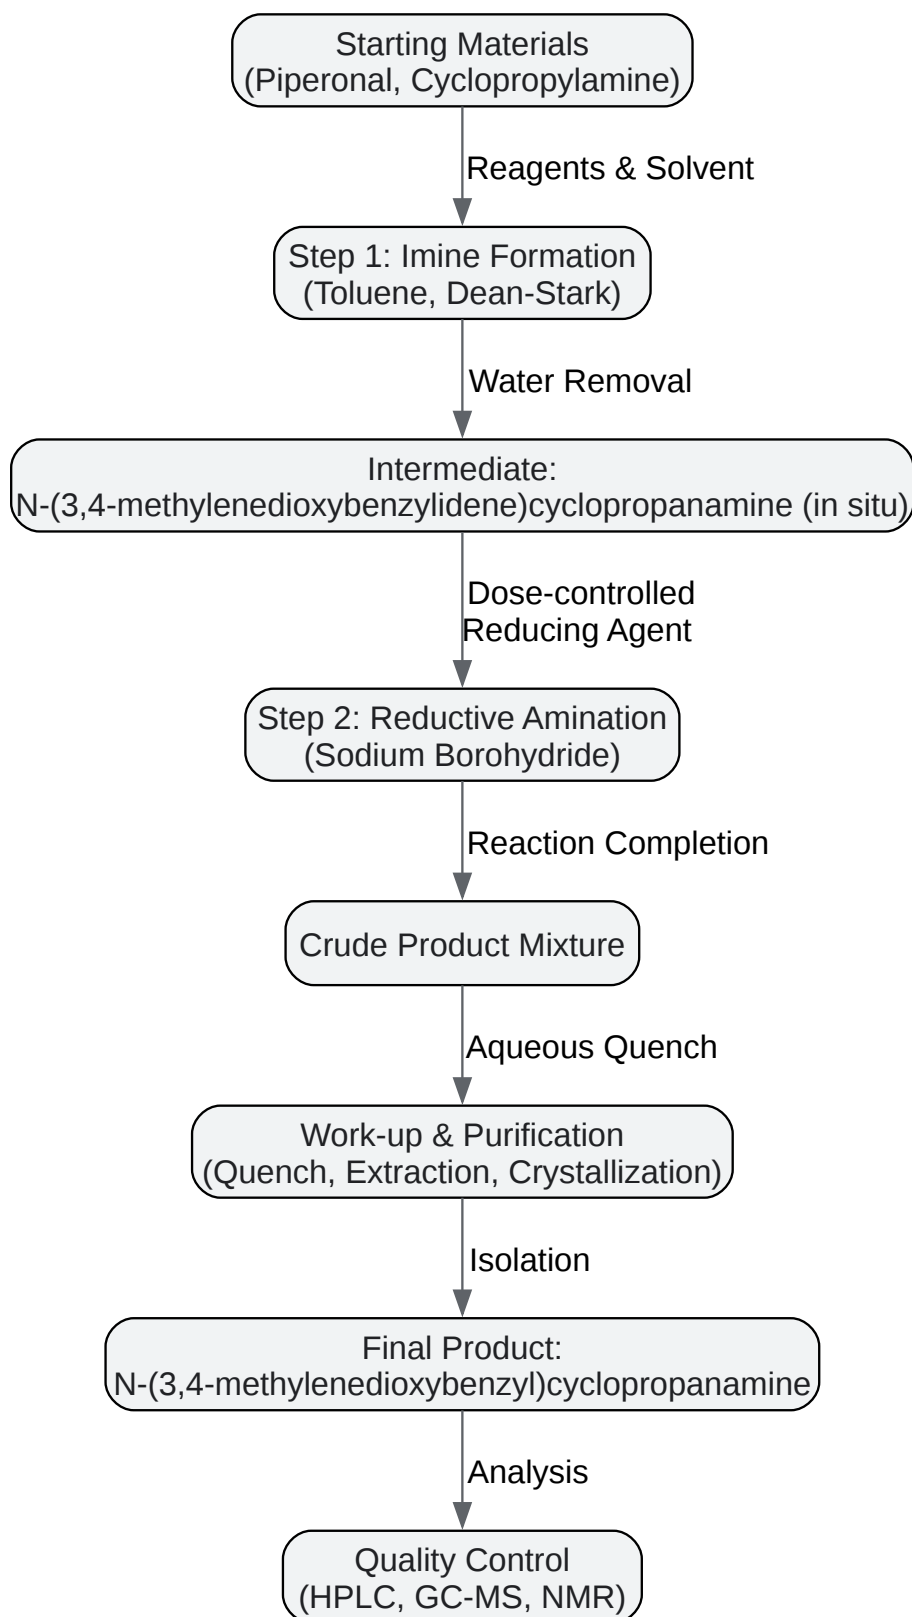 Starting Materials
(Piperonal, Cyclopropylamine)
Reagents & Solvent
Step 1: Imine Formation
(Toluene, Dean-Stark)
Water Removal
Intermediate:
N-(3,4-methylenedioxybenzylidene)cyclopropanamine (in situ)
Dose-controlled
Reducing Agent
Step 2: Reductive Amination
(Sodium Borohydride)
Reaction Completion
Crude Product Mixture
Aqueous Quench
Work-up & Purification
(Quench, Extraction, Crystallization)
Isolation
Final Product:
N-(3,4-methylenedioxybenzyl)cyclopropanamine
Analysis
Quality Control
(HPLC, GC-MS, NMR)